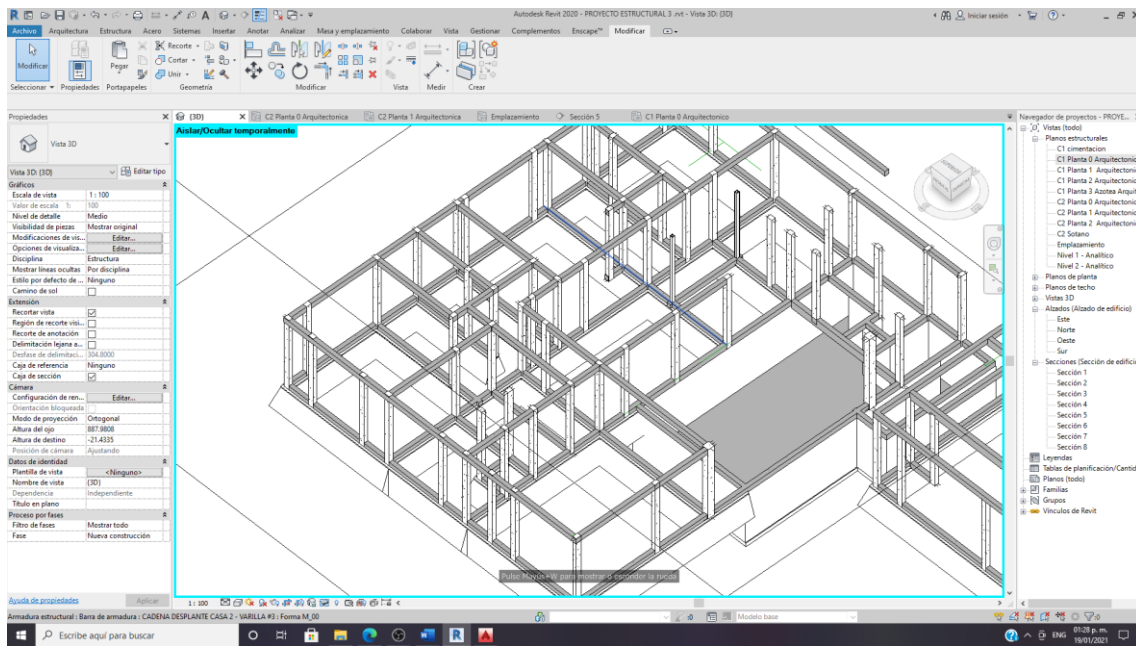 Autodesk Revit 2020 - PROYECTO ESTRUCTURAL 3 .rvt - Vista 3D: {3D}
Iniciar sesión
Archivo Arquitectura Estructura Acero Sistemas Insertar Anotar Analizar Masa y emplazamiento Colaborar Vista Gestionar Complementos Enscape™ Modificar
Modificar
Pegar
Recorte
Cortar
Unir
Seleccionar Propiedades Portapapeles Geometría Modificar Vista Medir Crear
Propiedades
{3D} C2 Planta 0 Arquitectonica C2 Planta 1 Arquitectonica Emplazamiento Sección 5 C1 Planta 0 Arquitectonico
Navegador de proyectos - PROYE...
Aislar/Ocultar temporalmente
Vista 3D
Vista 3D: {3D} Editar tipo
Gráficos
Escala de vista 1 : 100
Valor de escala 1: 100
Nivel de detalle Medio
Visibilidad de piezas Mostrar original
Modificaciones de vis... Editar...
Opciones de visualiza... Editar...
Disciplina Estructura
Mostrar líneas ocultas Por disciplina
Estilo por defecto de ... Ninguno
Camino de sol
Extensión
Recortar vista
Región de recorte visi...
Recorte de anotación
Delimitación lejana a...
Desfase de delimitaci... 304.8000
Caja de referencia Ninguno
Caja de sección
Cámara
Configuración de ren... Editar...
Orientación bloqueada
Modo de proyección Ortogonal
Altura del ojo 887.9808
Altura de destino -21.4335
Posición de cámara Ajustando
Datos de identidad
Plantilla de vista <Ninguno>
Nombre de vista {3D}
Dependencia Independiente
Título en plano
Proceso por fases
Filtro de fases Mostrar todo
Fase Nueva construcción
Ayuda de propiedades Aplicar
Vistas (todo)
Planos estructurales
C1 cimentacion
C1 Planta 0 Arquitectonic
C1 Planta 1 Arquitectonic
C1 Planta 2 Arquitectonic
C1 Planta 3 Azotea Arquit
C2 Planta 0 Arquitectonic
C2 Planta 1 Arquitectonic
C2 Planta 2 Arquitectoni
C2 Sotano
Emplazamiento
Nivel 1 - Analítico
Nivel 2 - Analítico
Planos de planta
Planos de techo
Vistas 3D
Alzados (Alzado de edificio)
Este
Norte
Oeste
Sur
Secciones (Sección de edifici
Sección 1
Sección 2
Sección 3
Sección 4
Sección 5
Sección 6
Sección 7
Sección 8
Leyendas
Tablas de planificación/Cantid
Planos (todo)
Familias
Grupos
Vínculos de Revit
Pulse Mayús+W para mostrar o esconder la rueda
1 : 100
Armadura estructural : Barra de armadura : CADENA DESPLANTE CASA 2 - VARILLA #3 : Forma M_00
:0 Modelo base
:0
Escribe aquí para buscar
ENG
01:28 p. m.
19/01/2021